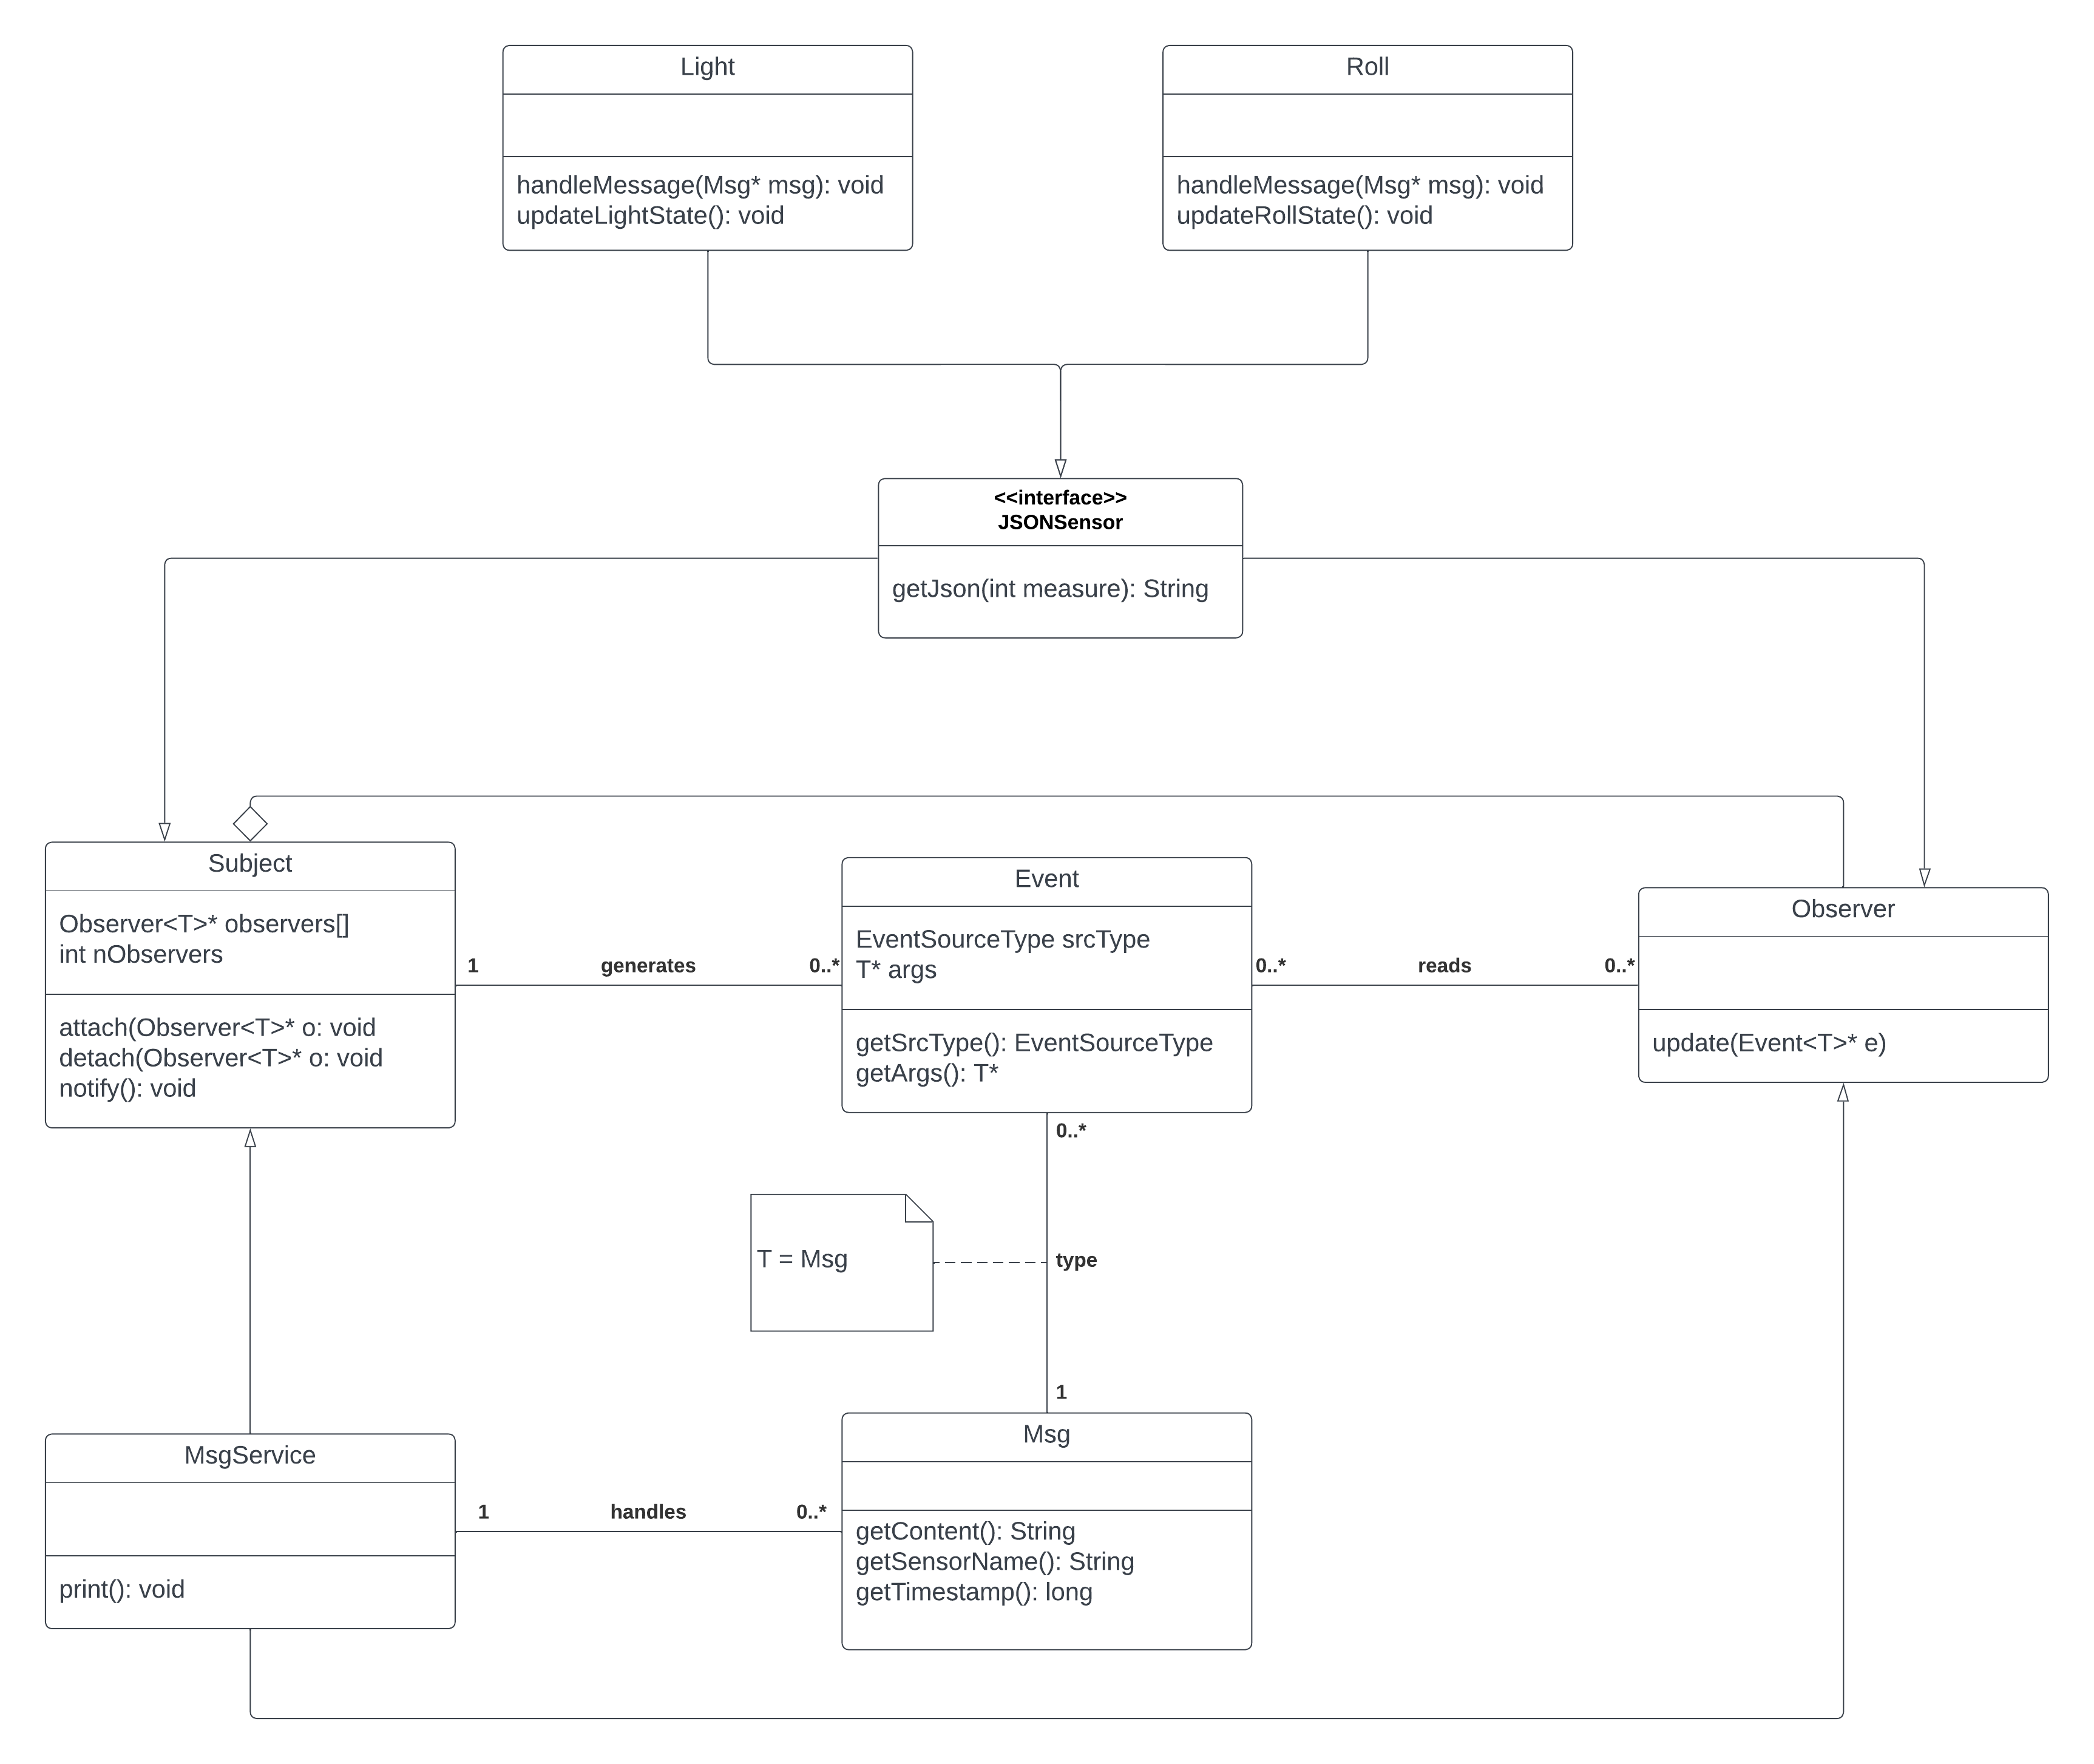 Light
handleMessage(Msg* msg): void
updateLightState(): void
Roll
handleMessage(Msg* msg): void
updateRollState(): void
<<interface>>
JSONSensor
getJson(int measure): String
Subject
Observer<T>* observers[]
int nObservers
attach(Observer<T>* o: void
detach(Observer<T>* o: void
notify(): void
1 generates 0..*
Event
EventSourceType srcType
T* args
getSrcType(): EventSourceType
getArgs(): T*
0..* reads 0..*
Observer
update(Event<T>* e)
0..*
T = Msg
type
1
MsgService
print(): void
1 handles 0..*
Msg
getContent(): String
getSensorName(): String
getTimestamp(): long